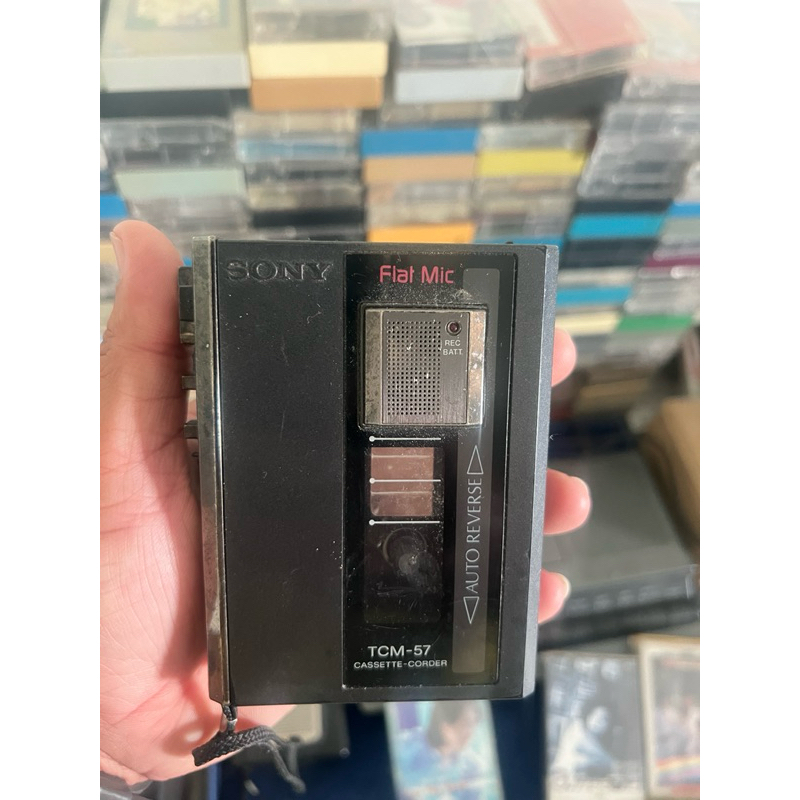 SONY
Flat Mic
REC
BATT.
AUTO REVERSE
TCM-57
CASSETTE-CORDER